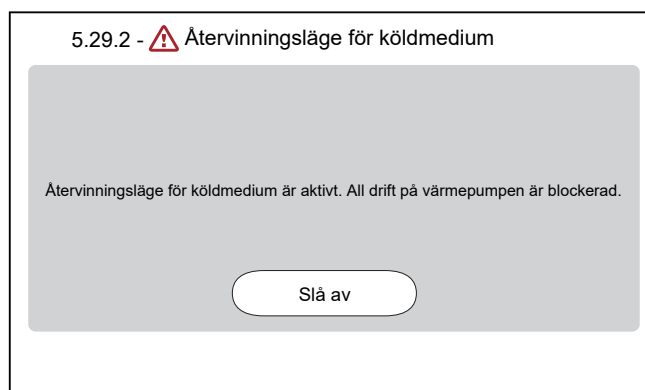 5.29.2 - Återvinningsläge för köldmedium
Återvinningsläge för köldmedium är aktivt. All drift på värmepumpen är blockerad.
Slå av